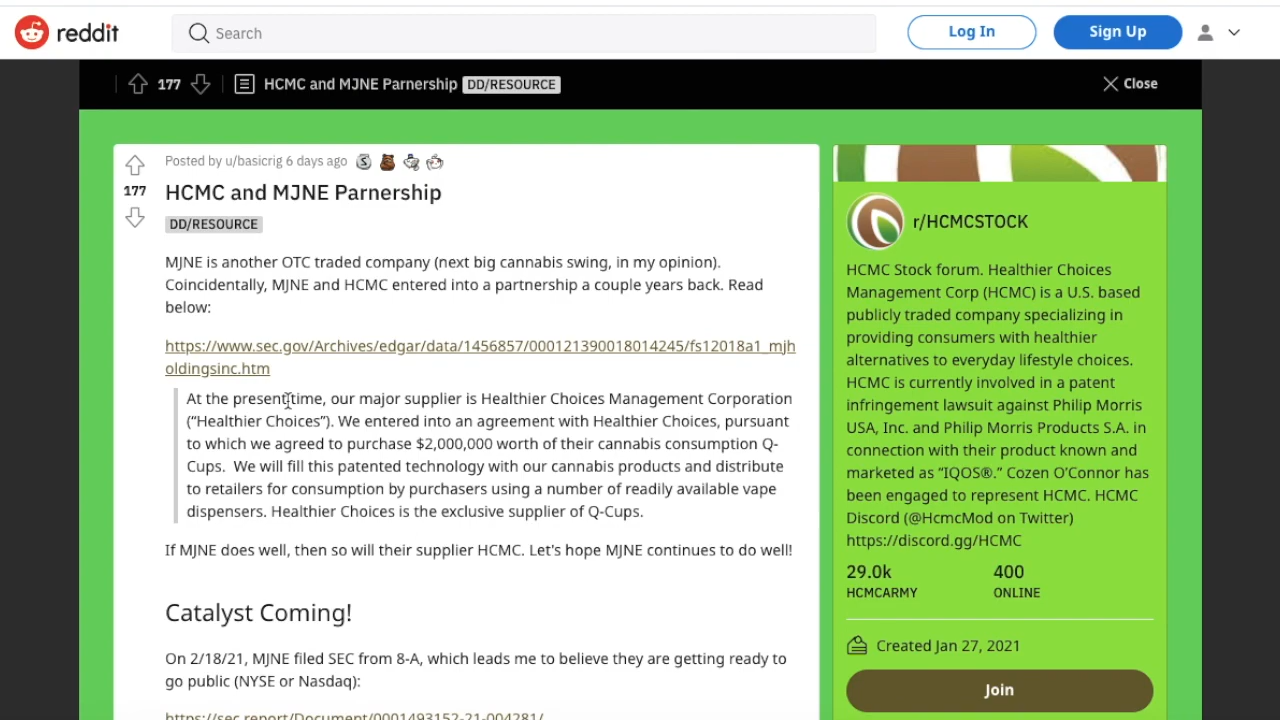 reddit
Search
Log In
Sign Up
177
HCMC and MJNE Parnership
DD/RESOURCE
Close
Posted by u/basicrig 6 days ago
177
HCMC and MJNE Parnership
DD/RESOURCE
MJNE is another OTC traded company (next big cannabis swing, in my opinion).
Coincidentally, MJNE and HCMC entered into a partnership a couple years back. Read
below:
https://www.sec.gov/Archives/edgar/data/1456857/000121390018014245/fs12018a1_mjh
oldingsinc.htm
At the present time, our major supplier is Healthier Choices Management Corporation
(“Healthier Choices”). We entered into an agreement with Healthier Choices, pursuant
to which we agreed to purchase $2,000,000 worth of their cannabis consumption Q-
Cups. We will fill this patented technology with our cannabis products and distribute
to retailers for consumption by purchasers using a number of readily available vape
dispensers. Healthier Choices is the exclusive supplier of Q-Cups.
If MJNE does well, then so will their supplier HCMC. Let's hope MJNE continues to do well!
Catalyst Coming!
On 2/18/21, MJNE filed SEC from 8-A, which leads me to believe they are getting ready to
go public (NYSE or Nasdaq):
https://sec.report/Document/0001493152-21-004281/
r/HCMCSTOCK
HCMC Stock forum. Healthier Choices
Management Corp (HCMC) is a U.S. based
publicly traded company specializing in
providing consumers with healthier
alternatives to everyday lifestyle choices.
HCMC is currently involved in a patent
infringement lawsuit against Philip Morris
USA, Inc. and Philip Morris Products S.A. in
connection with their product known and
marketed as “IQOS®.” Cozen O’Connor has
been engaged to represent HCMC. HCMC
Discord (@HcmcMod on Twitter)
https://discord.gg/HCMC
29.0k
HCMCARMY
400
ONLINE
Created Jan 27, 2021
Join